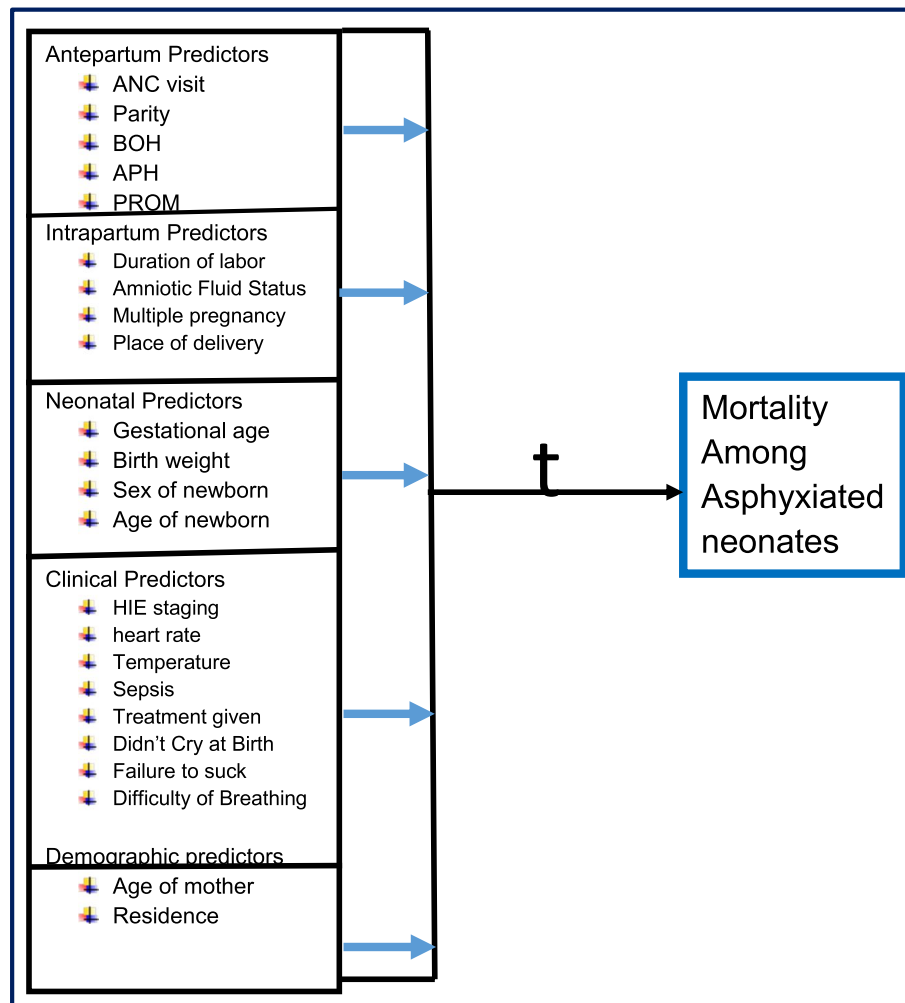 Antepartum Predictors
ANC visit
Parity
BOH
APH
PROM
Intrapartum Predictors
Duration of labor
Amniotic Fluid Status
Multiple pregnancy
Place of delivery
Neonatal Predictors
Gestational age
Birth weight
Sex of newborn
Age of newborn
Clinical Predictors
HIE staging
heart rate
Temperature
Sepsis
Treatment given
Didn’t Cry at Birth
Failure to suck
Difficulty of Breathing
Demographic predictors
Age of mother
Residence
t
Mortality
Among
Asphyxiated
neonates